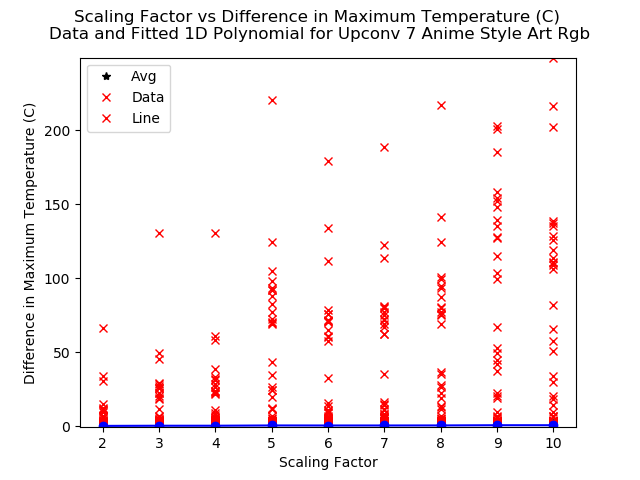 Scaling Factor vs Difference in Maximum Temperature (C)
Data and Fitted 1D Polynomial for Upconv 7 Anime Style Art Rgb
Avg
Data
Line
Difference in Maximum Temperature (C)
200
150
100
50
0
2 3 4 5 6 7 8 9 10
Scaling Factor